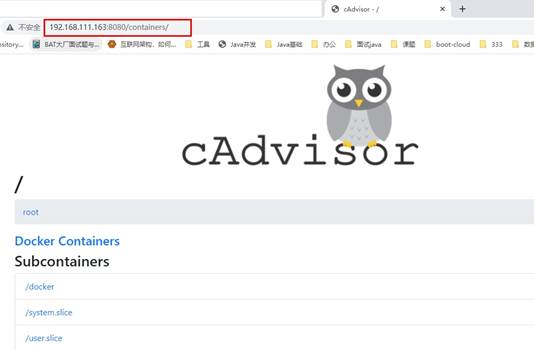 cAdvisor - /
不安全 192.168.111.163:8080/containers/
ository... BAT大厂面试题与... 互联网架构、如何... 工具 Java开发 Java基础 办公 面试java 课题 boot-cloud 333 数据
cAdvisor
/
root
Docker Containers
Subcontainers
/docker
/system.slice
/user.slice